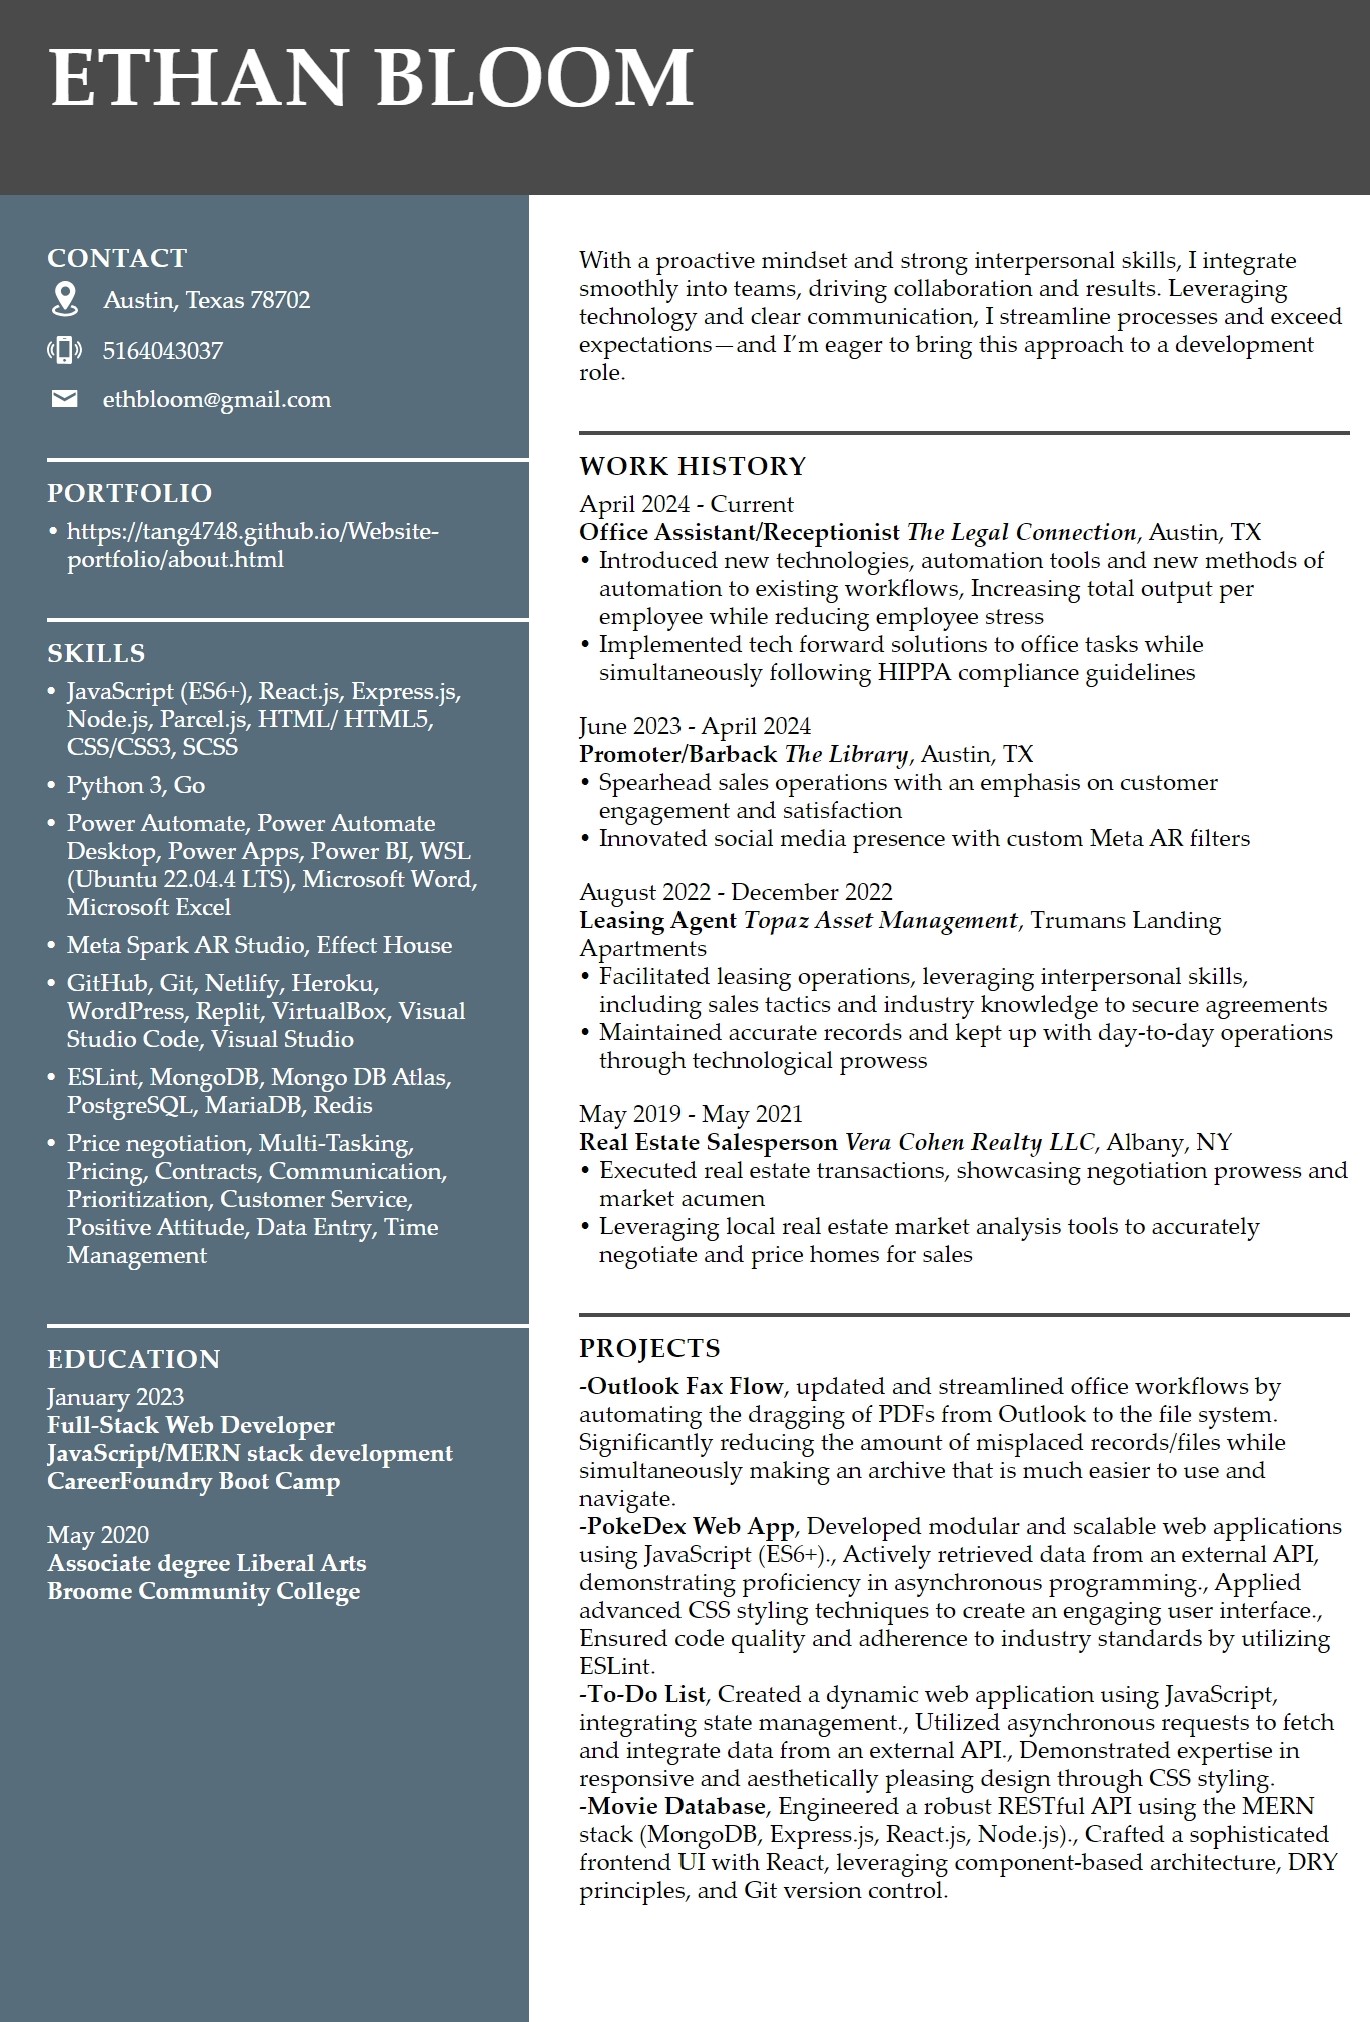 ETHAN BLOOM
CONTACT
Austin, Texas 78702
5164043037
ethbloom@gmail.com
PORTFOLIO
• https://tang4748.github.io/Website-
portfolio/about.html
SKILLS
• JavaScript (ES6+), React.js, Express.js,
Node.js, Parcel.js, HTML/ HTML5,
CSS/CSS3, SCSS
• Python 3, Go
• Power Automate, Power Automate
Desktop, Power Apps, Power BI, WSL
(Ubuntu 22.04.4 LTS), Microsoft Word,
Microsoft Excel
• Meta Spark AR Studio, Effect House
• GitHub, Git, Netlify, Heroku,
WordPress, Replit, VirtualBox, Visual
Studio Code, Visual Studio
• ESLint, MongoDB, Mongo DB Atlas,
PostgreSQL, MariaDB, Redis
• Price negotiation, Multi-Tasking,
Pricing, Contracts, Communication,
Prioritization, Customer Service,
Positive Attitude, Data Entry, Time
Management
EDUCATION
January 2023
Full-Stack Web Developer
JavaScript/MERN stack development
CareerFoundry Boot Camp
May 2020
Associate degree Liberal Arts
Broome Community College
With a proactive mindset and strong interpersonal skills, I integrate
smoothly into teams, driving collaboration and results. Leveraging
technology and clear communication, I streamline processes and exceed
expectations—and I'm eager to bring this approach to a development
role.
WORK HISTORY
April 2024 - Current
Office Assistant/Receptionist The Legal Connection, Austin, TX
• Introduced new technologies, automation tools and new methods of
automation to existing workflows, Increasing total output per
employee while reducing employee stress
• Implemented tech forward solutions to office tasks while
simultaneously following HIPPA compliance guidelines
June 2023 - April 2024
Promoter/Barback The Library, Austin, TX
• Spearhead sales operations with an emphasis on customer
engagement and satisfaction
• Innovated social media presence with custom Meta AR filters
August 2022 - December 2022
Leasing Agent Topaz Asset Management, Trumans Landing
Apartments
• Facilitated leasing operations, leveraging interpersonal skills,
including sales tactics and industry knowledge to secure agreements
• Maintained accurate records and kept up with day-to-day operations
through technological prowess
May 2019 - May 2021
Real Estate Salesperson Vera Cohen Realty LLC, Albany, NY
• Executed real estate transactions, showcasing negotiation prowess and
market acumen
• Leveraging local real estate market analysis tools to accurately
negotiate and price homes for sales
PROJECTS
-Outlook Fax Flow, updated and streamlined office workflows by
automating the dragging of PDFs from Outlook to the file system.
Significantly reducing the amount of misplaced records/files while
simultaneously making an archive that is much easier to use and
navigate.
-PokeDex Web App, Developed modular and scalable web applications
using JavaScript (ES6+)., Actively retrieved data from an external API,
demonstrating proficiency in asynchronous programming., Applied
advanced CSS styling techniques to create an engaging user interface.,
Ensured code quality and adherence to industry standards by utilizing
ESLint.
-To-Do List, Created a dynamic web application using JavaScript,
integrating state management., Utilized asynchronous requests to fetch
and integrate data from an external API., Demonstrated expertise in
responsive and aesthetically pleasing design through CSS styling.
-Movie Database, Engineered a robust RESTful API using the MERN
stack (MongoDB, Express.js, React.js, Node.js)., Crafted a sophisticated
frontend UI with React, leveraging component-based architecture, DRY
principles, and Git version control.